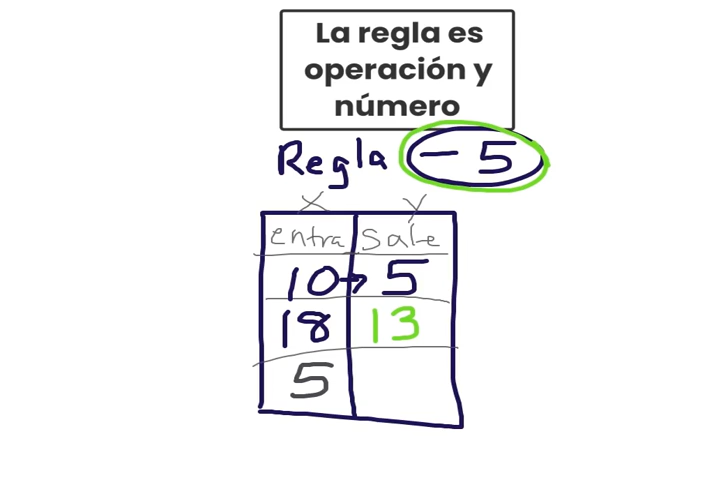 La regla es
operación y
número
Regla - 5
X Y
entra sale
10 → 5
18 13
5